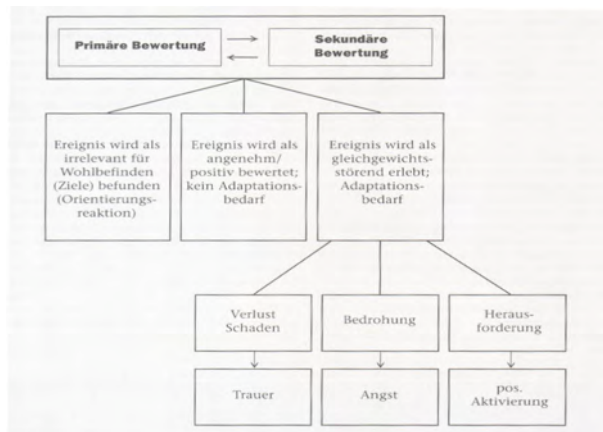 Primäre Bewertung
Sekundäre
Bewertung
Ereignis wird als
irrelevant für
Wohlbefinden
(Ziele) befunden
(Orientierungs-
reaktion)
Ereignis wird als
angenehm/
positiv bewertet;
kein Adaptations-
bedarf
Ereignis wird als
gleichgewichts-
störend erlebt;
Adaptations-
bedarf
Verlust
Schaden
Bedrohung
Heraus-
forderung
Trauer
Angst
pos.
Aktivierung